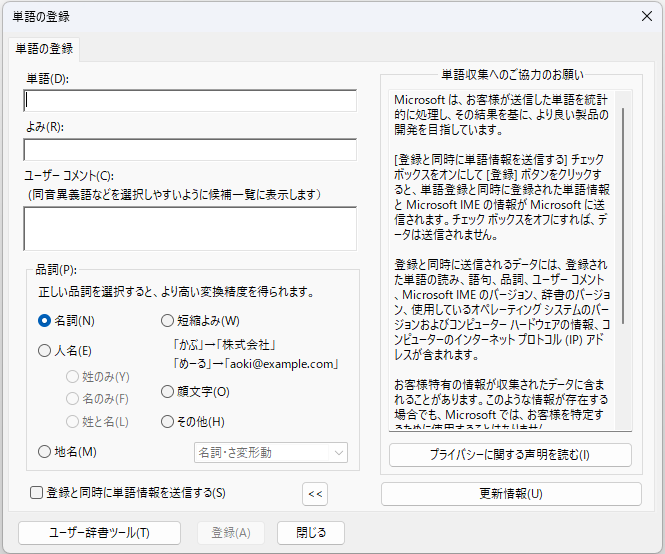 単語の登録
単語の登録
単語(D):
よみ(R):
ユーザー コメント(C):
(同音異義語などを選択しやすいように候補一覧に表示します)
品詞(P):
正しい品詞を選択すると、より高い変換精度を得られます。
名詞(N)
短縮よみ(W)
人名(E)
「かぶ」→「株式会社」
「めーる」→「aoki@example.com」
姓のみ(Y)
名のみ(F)
顔文字(O)
姓と名(L)
その他(H)
地名(M)
名詞・さ変形動
登録と同時に単語情報を送信する(S)
<<
ユーザー辞書ツール(T)
登録(A)
閉じる
単語収集へのご協力のお願い
Microsoft は、お客様が送信した単語を統計
的に処理し、その結果を基に、より良い製品の
開発を目指しています。
[登録と同時に単語情報を送信する] チェック
ボックスをオンにして [登録] ボタンをクリックす
ると、単語登録と同時に登録された単語情報
と Microsoft IME の情報が Microsoft に送
信されます。チェック ボックスをオフにすれば、デ
ータは送信されません。
登録と同時に送信されるデータには、登録され
た単語の読み、語句、品詞、ユーザー コメント
、Microsoft IME のバージョン、辞書のバージョ
ン、使用しているオペレーティング システムのバー
ジョンおよびコンピューター ハードウェアの情報、コ
ンピューターのインターネット プロトコル (IP) アド
レスが含まれます。
お客様特有の情報が収集されたデータに含ま
れることがあります。このような情報が存在する
場合でも、Microsoft では、お客様を特定す
るために使用することはありません。
プライバシーに関する声明を読む(I)
更新情報(U)